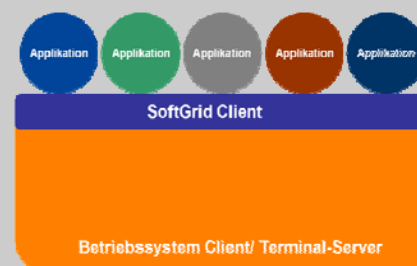 Applikation Applikation Applikation Applikation Applikation
SoftGrid Client
Betriebssystem Client/ Terminal-Server